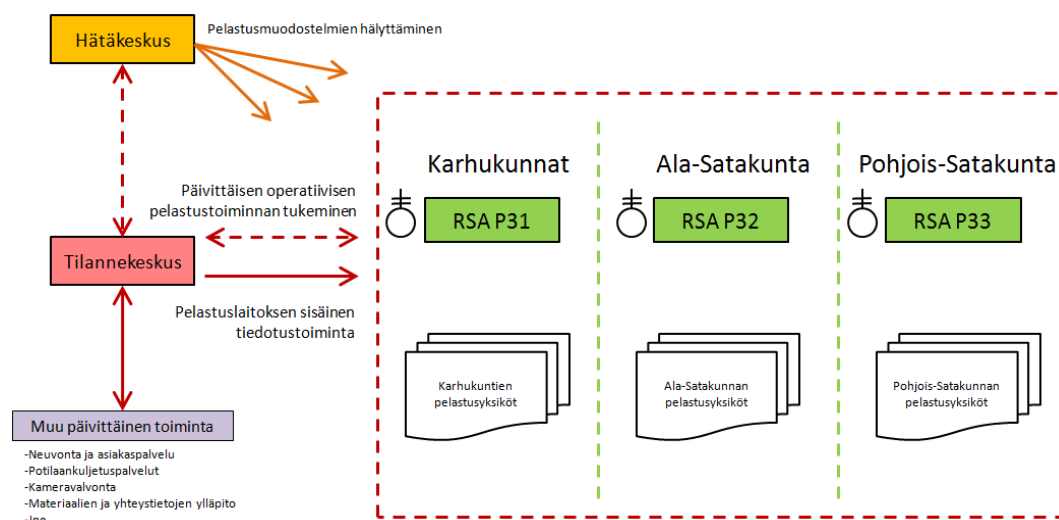 Hätäkeskus
Pelastusmuodostelmien hälyttäminen
Päivittäisen operatiivisen
pelastustoiminnan tukeminen
Tilannekeskus
Pelastuslaitoksen sisäinen
tiedotustoiminta
Muu päivittäinen toiminta
-Neuvonta ja asiakaspalvelu
-Potilaankuljetuspalvelut
-Kameravalvonta
-Materiaalien ja yhteystietojen ylläpito
Karhukunnat
RSA P31
Karhukuntien
pelastusyksiköt
Ala-Satakunta
RSA P32
Ala-Satakunnan
pelastusyksiköt
Pohjois-Satakunta
RSA P33
Pohjois-Satakunnan
pelastusyksiköt